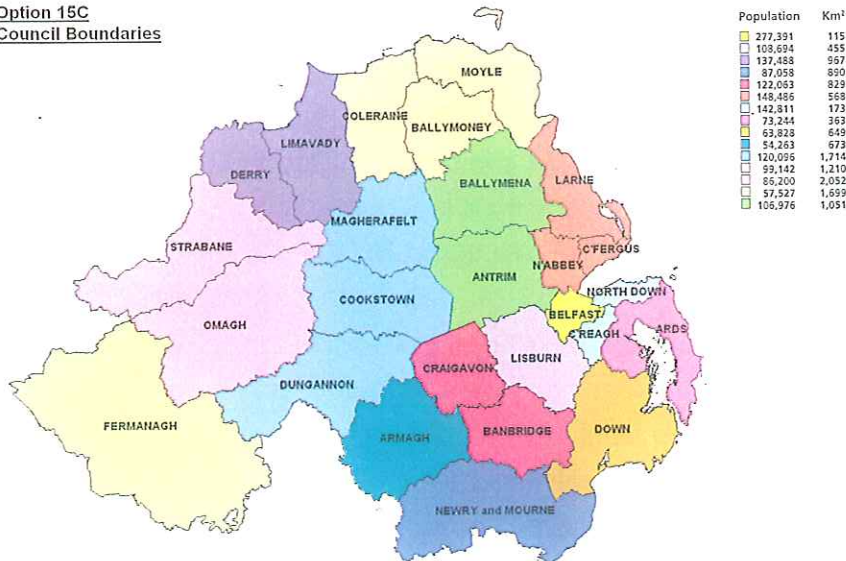 Option 15C
Council Boundaries
Population Km²
277,391 115
108,694 455
137,488 967
87,058 890
122,063 829
148,486 568
142,811 173
73,244 363
63,828 649
54,263 673
120,096 1,714
99,142 1,210
86,200 2,052
57,527 1,699
106,976 1,051
MOYLE
COLERAINE
BALLYMONEY
LIMAVADY
DERRY
BALLYMENA
LARNE
MAGHERAFELT
STRABANE
C'FERGUS
N'ABBEY
ANTRIM
COOKSTOWN
NORTH DOWN
BELFAST
OMAGH
C'REAGH
ARDS
LISBURN
CRAIGAVON
DUNGANNON
FERMANAGH
ARMAGH
BANBRIDGE
DOWN
NEWRY and MOURNE